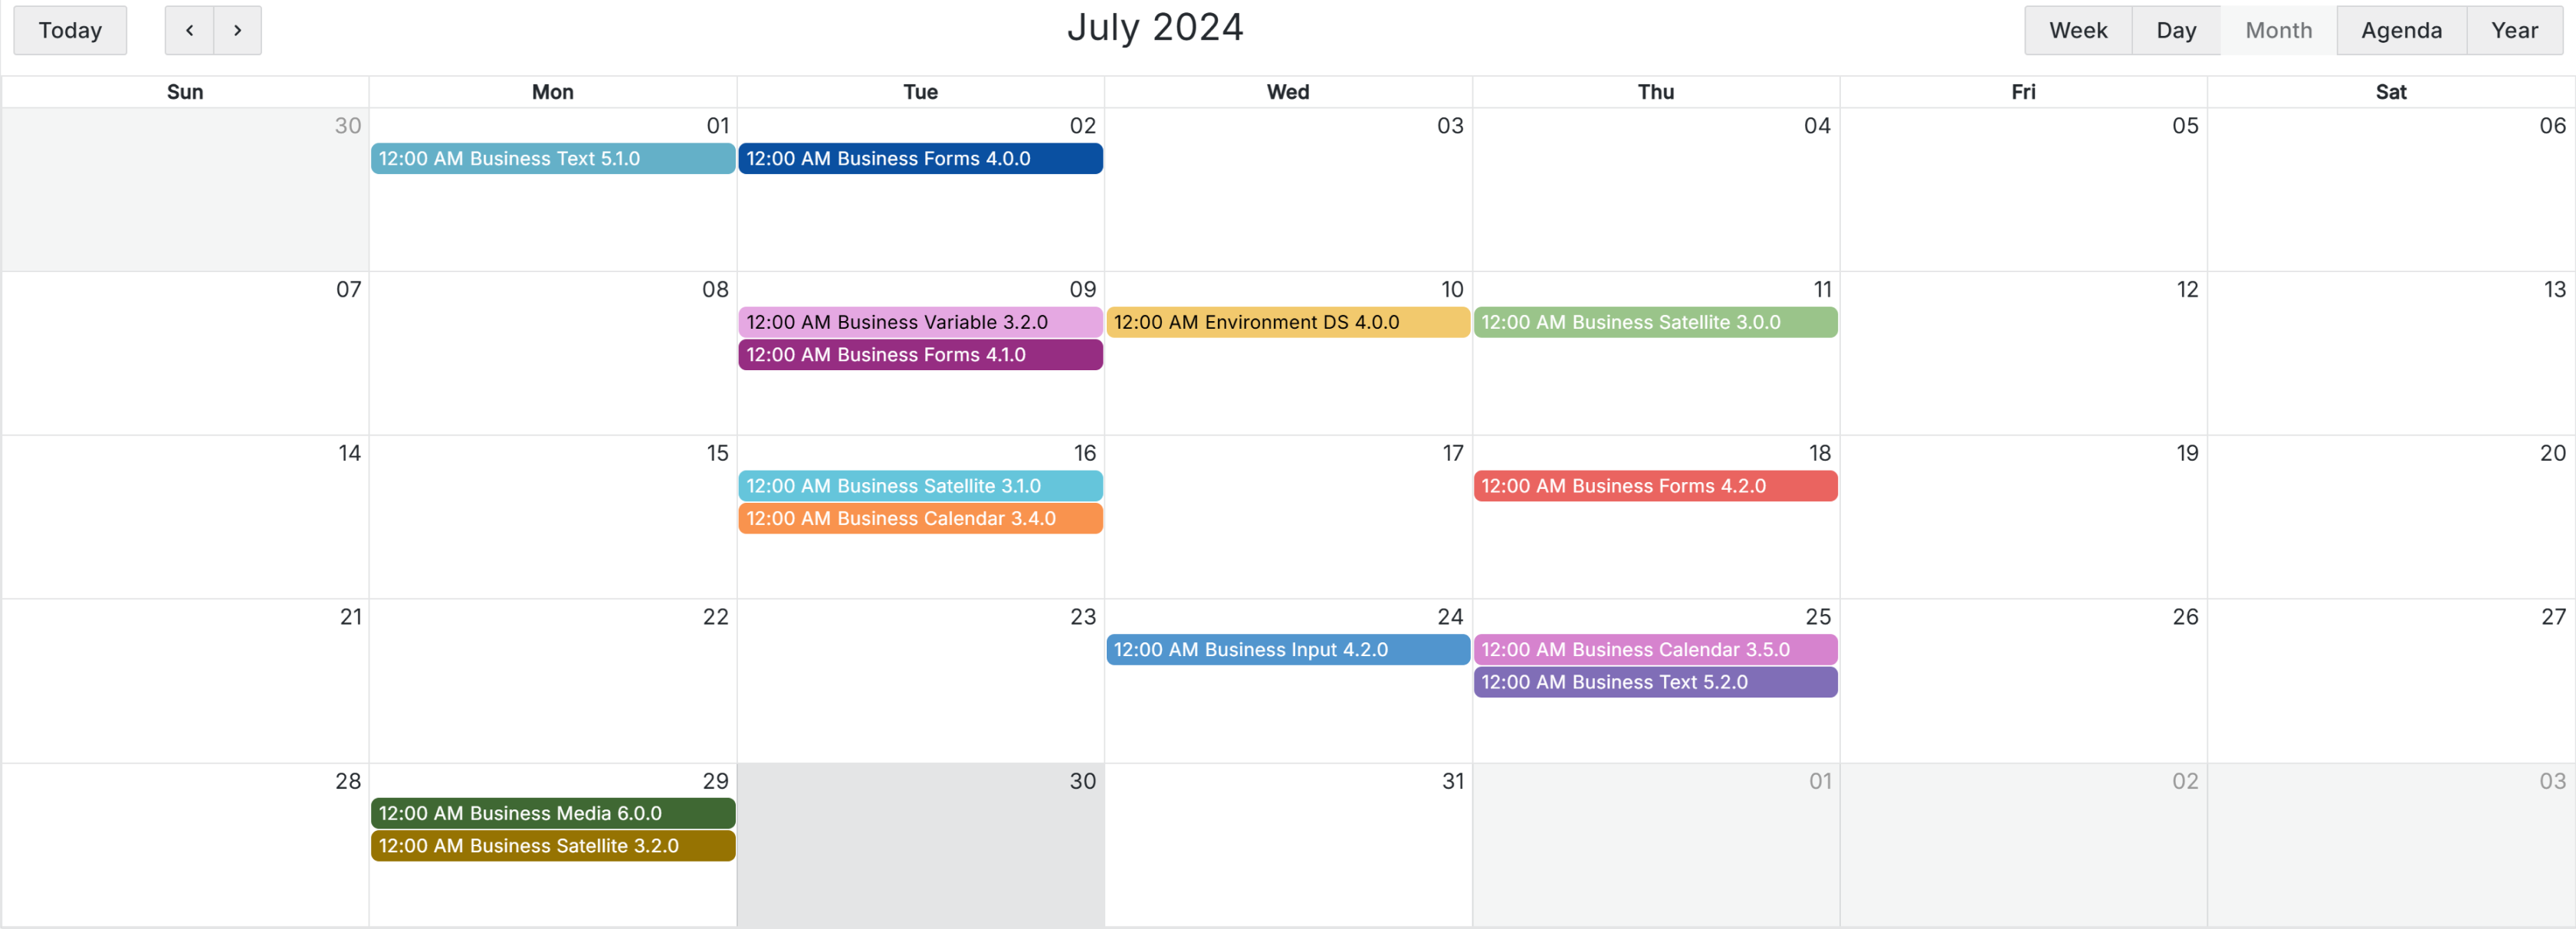 Today ‹ › July 2024 Week Day Month Agenda Year
Sun Mon Tue Wed Thu Fri Sat
30 01 02 03 04 05 06
12:00 AM Business Text 5.1.0 12:00 AM Business Forms 4.0.0
07 08 09 10 11 12 13
12:00 AM Business Variable 3.2.0 12:00 AM Environment DS 4.0.0 12:00 AM Business Satellite 3.0.0
12:00 AM Business Forms 4.1.0
14 15 16 17 18 19 20
12:00 AM Business Satellite 3.1.0 12:00 AM Business Forms 4.2.0
12:00 AM Business Calendar 3.4.0
21 22 23 24 25 26 27
12:00 AM Business Input 4.2.0 12:00 AM Business Calendar 3.5.0
12:00 AM Business Text 5.2.0
28 29 30 31 01 02 03
12:00 AM Business Media 6.0.0
12:00 AM Business Satellite 3.2.0